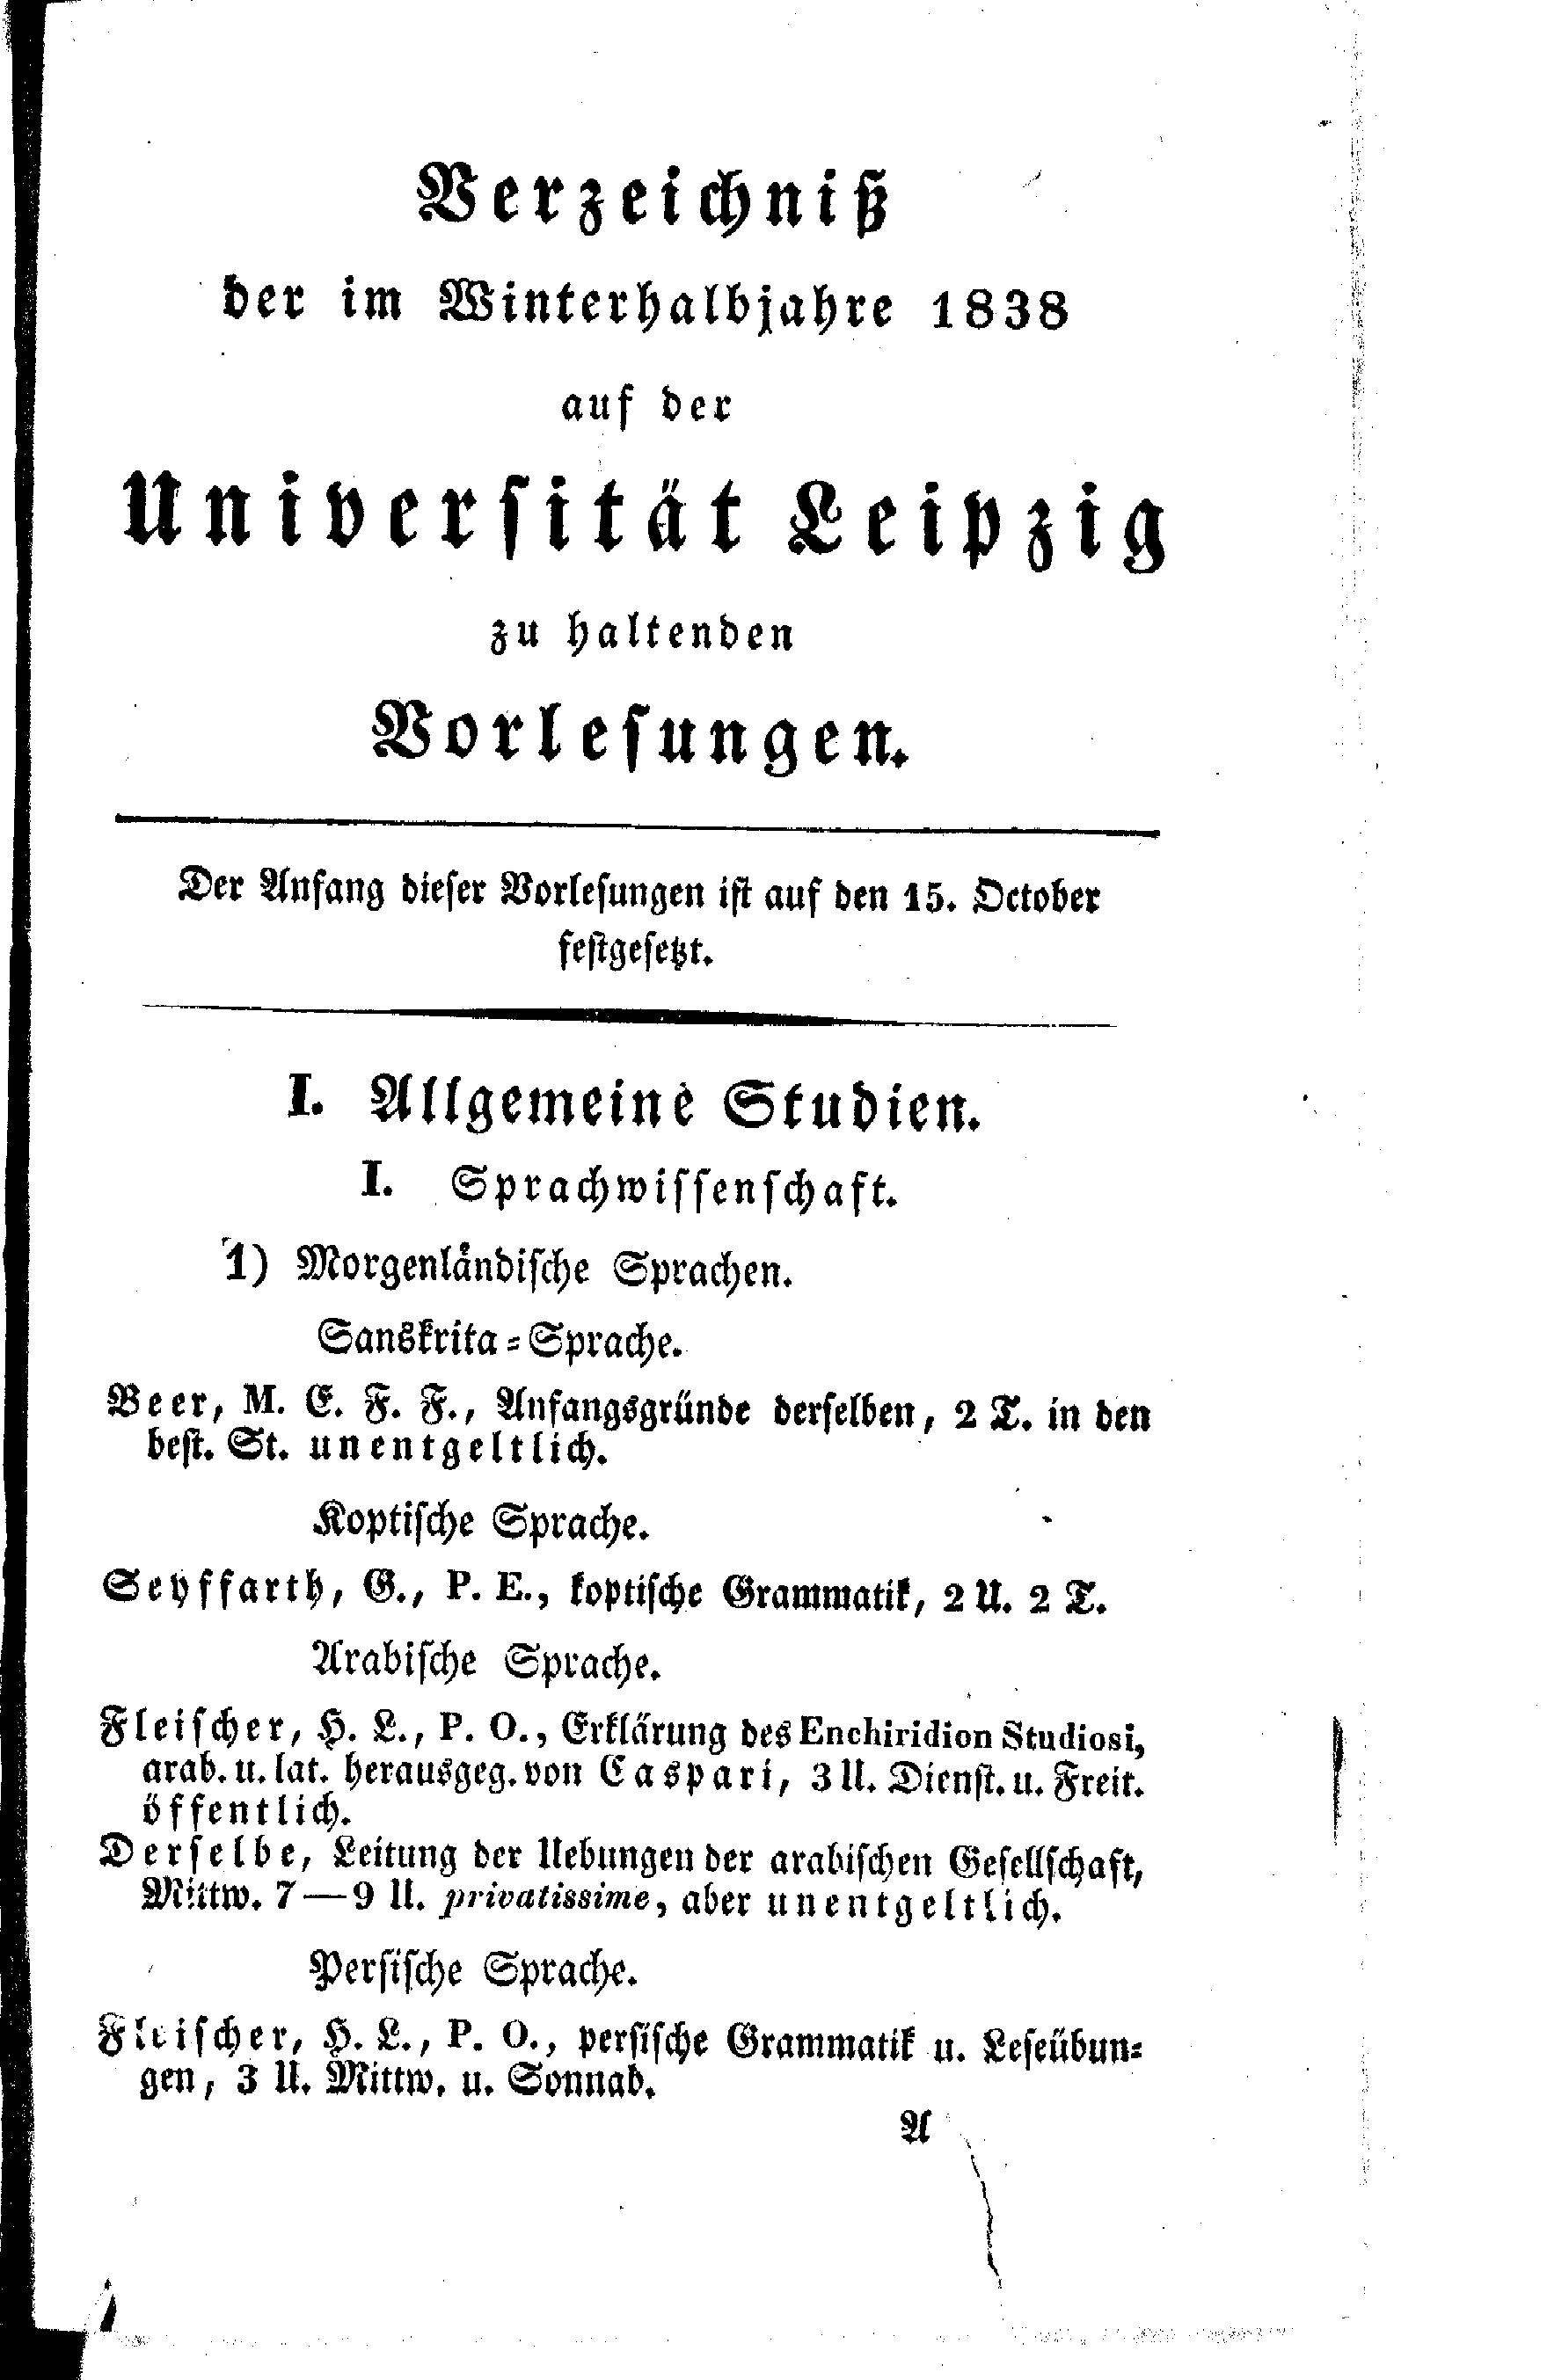 Verzeichniß
der im Winterhalbjahre 1838
auf der
Universität Leipzig
zu haltenden
Vorlesungen.
Der Anfang dieser Vorlesungen ist auf den 15. October
festgesetzt.
I. Allgemeine Studien.
I. Sprachwissenschaft.
1) Morgenländische Sprachen.
Sanskrita-Sprache.
Beer, M. E. F. F., Anfangsgründe derselben, 2 T. in den
best. St. unentgeltlich.
Koptische Sprache.
Seyffarth, G., P. E., koptische Grammatik, 2 U. 2 T.
Arabische Sprache.
Fleischer, H. L., P. O., Erklärung des Enchiridion Studiosi,
arab. u. lat. herausgeg. von Caspari, 3 U. Dienst. u. Freit.
öffentlich.
Derselbe, Leitung der Uebungen der arabischen Gesellschaft,
Mittw. 7—9 U. privatissime, aber unentgeltlich.
Persische Sprache.
Fleischer, H. L., P. O., persische Grammatik u. Leseübun-
gen, 3 U. Mittw. u. Sonnab.
A